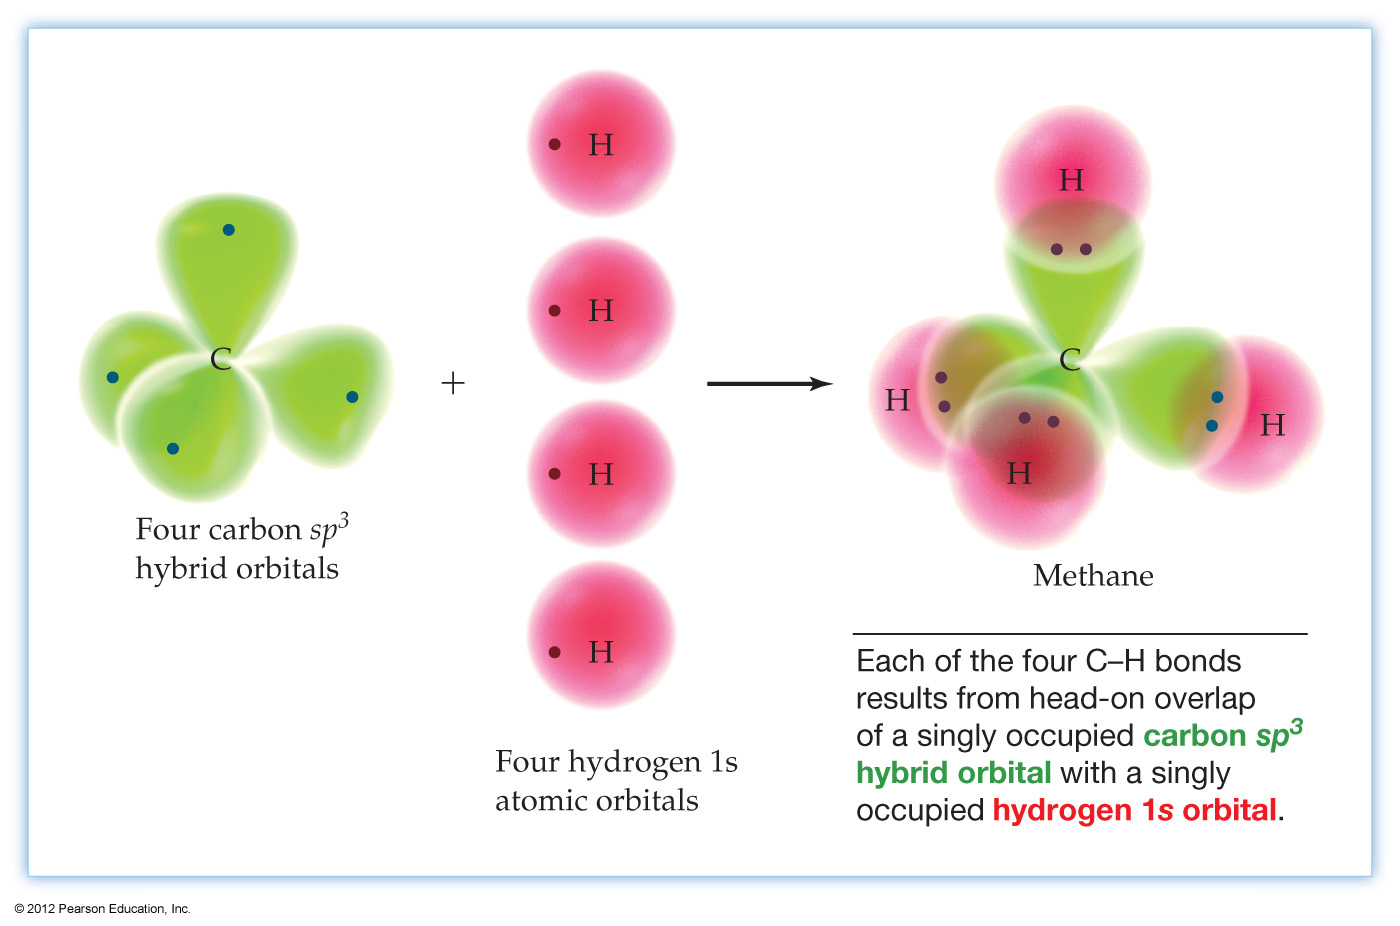 H
H
C
+
H
H
Four carbon sp³
hybrid orbitals
Four hydrogen 1s
atomic orbitals
H
C
H
H
H
Methane
Each of the four C–H bonds
results from head-on overlap
of a singly occupied carbon sp³
hybrid orbital with a singly
occupied hydrogen 1s orbital.
© 2012 Pearson Education, Inc.